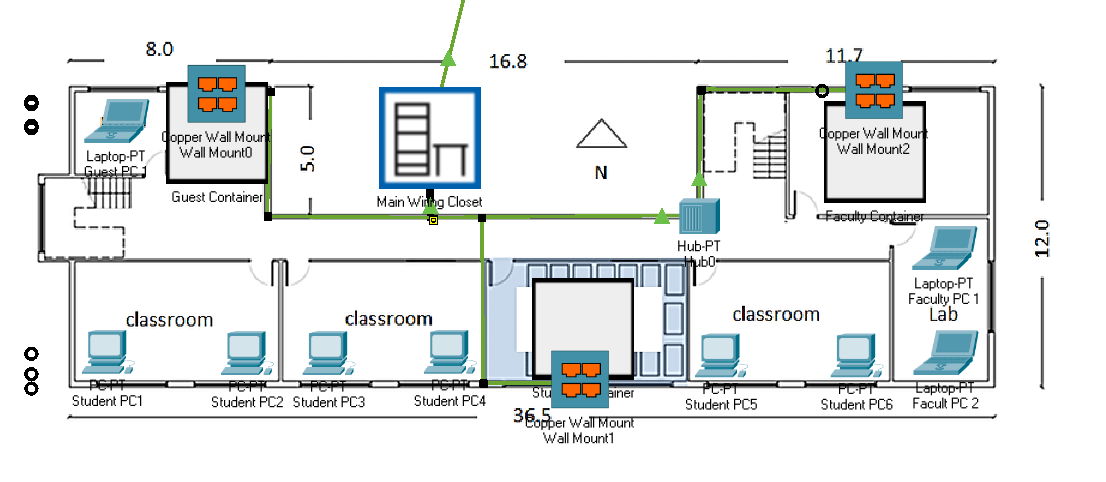 8.0
16.8
11.7
Copper Wall Mount
Wall Mount0
Laptop-PT
Guest PC 1
Guest Container
5.0
Main Wiring Closet
N
Copper Wall Mount
Wall Mount2
Faculty Container
Hub-PT
Hub0
12.0
Laptop-PT
Faculty PC 1
Lab
classroom
classroom
classroom
PC-PT
Student PC1
PC-PT
Student PC2
PC-PT
Student PC3
PC-PT
Student PC4
PC-PT
Student PC5
PC-PT
Student PC6
Laptop-PT
Facult PC 2
36.5
Copper Wall Mount
Wall Mount1